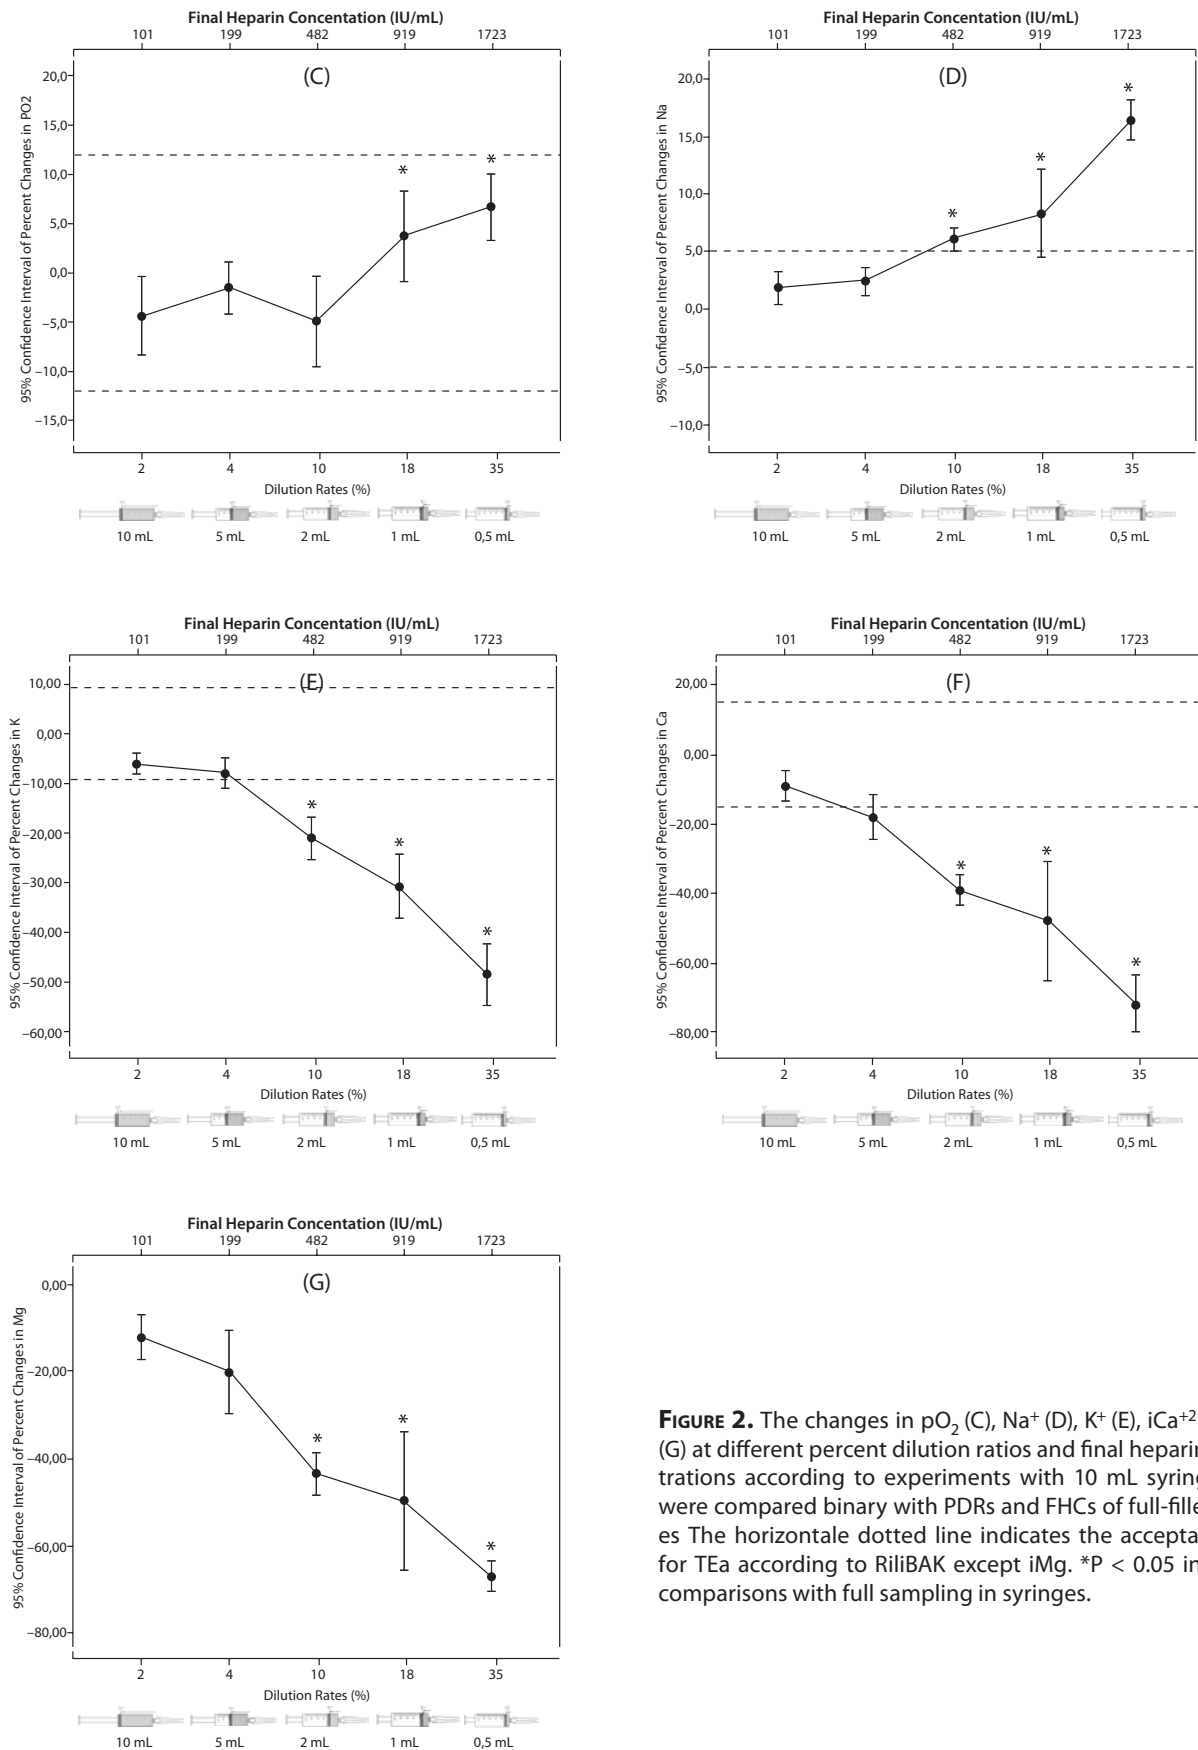 Final Heparin Concentation (IU/mL)
101 199 482 919 1723
(C)
95% Confidence Interval of Percent Changes in PO2
20,0
15,0
10,0
5,0
0,0
−5,0
−10,0
−15,0
* *
2 4 10 18 35
Dilution Rates (%)
10 mL 5 mL 2 mL 1 mL 0,5 mL
Final Heparin Concentation (IU/mL)
101 199 482 919 1723
(D)
95% Confidence Interval of Percent Changes in Na
20,0
15,0
10,0
5,0
0,0
−5,0
−10,0
* * *
2 4 10 18 35
Dilution Rates (%)
10 mL 5 mL 2 mL 1 mL 0,5 mL
Final Heparin Concentation (IU/mL)
101 199 482 919 1723
(E)
95% Confidence Interval of Percent Changes in K
10,00
0,00
−10,00
−20,00
−30,00
−40,00
−50,00
−60,00
* * *
2 4 10 18 35
Dilution Rates (%)
10 mL 5 mL 2 mL 1 mL 0,5 mL
Final Heparin Concentation (IU/mL)
101 199 482 919 1723
(F)
95% Confidence Interval of Percent Changes in Ca
20,00
0,00
−20,00
−40,00
−60,00
−80,00
* * *
2 4 10 18 35
Dilution Rates (%)
10 mL 5 mL 2 mL 1 mL 0,5 mL
Final Heparin Concentation (IU/mL)
101 199 482 919 1723
(G)
95% Confidence Interval of Percent Changes in Mg
0,00
−20,00
−40,00
−60,00
−80,00
* * *
2 4 10 18 35
Dilution Rates (%)
10 mL 5 mL 2 mL 1 mL 0,5 mL
FIGURE 2. The changes in pO2 (C), Na+ (D), K+ (E), iCa+2
(G) at different percent dilution ratios and final heparin
trations according to experiments with 10 mL syring
were compared binary with PDRs and FHCs of full-fille
es The horizontale dotted line indicates the accepta
for TEa according to RiliBAK except iMg. *P < 0.05 in
comparisons with full sampling in syringes.